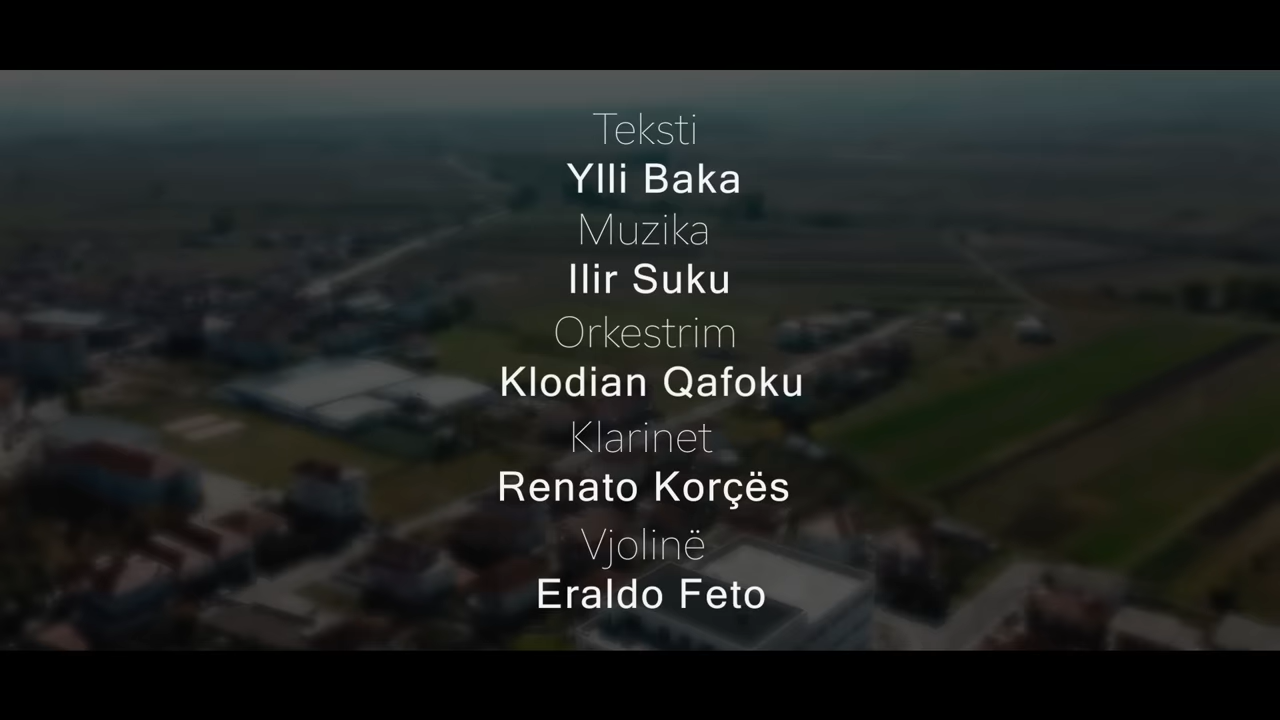 Teksti
Ylli Baka
Muzika
Ilir Suku
Orkestrim
Klodian Qafoku
Klarinet
Renato Korçës
Vjolinë
Eraldo Feto